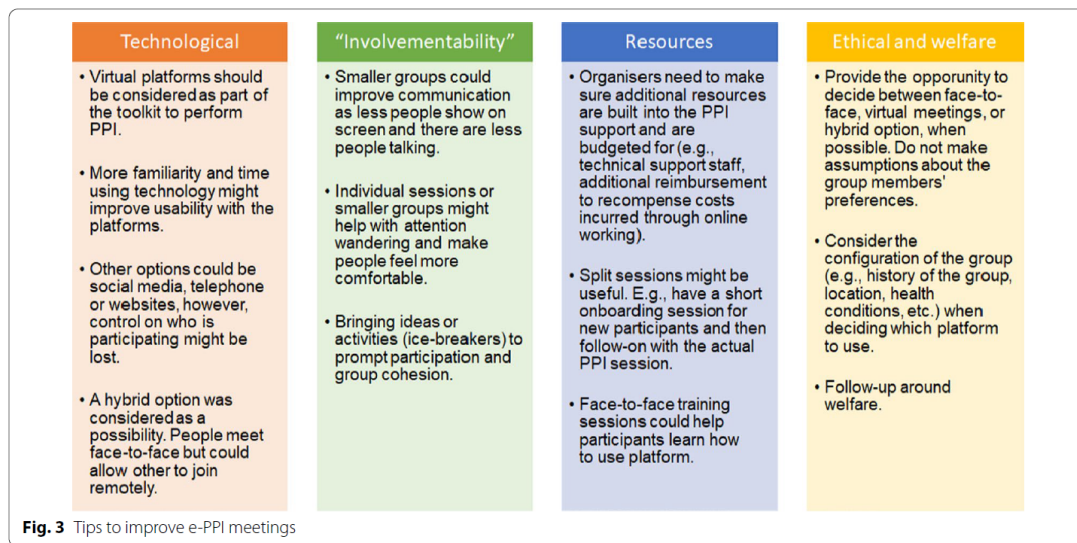 Technological
• Virtual platforms should
be considered as part of
the toolkit to perform
PPI.
• More familiarity and time
using technology might
improve usability with the
platforms.
• Other options could be
social media, telephone
or websites, however,
control on who is
participating might be
lost.
• A hybrid option was
considered as a
possibility. People meet
face-to-face but could
allow other to join
remotely.
“Involvementability”
• Smaller groups could
improve communication
as less people show on
screen and there are less
people talking.
• Individual sessions or
smaller groups might
help with attention
wandering and make
people feel more
comfortable.
• Bringing ideas or
activities (ice-breakers) to
prompt participation and
group cohesion.
Resources
• Organisers need to make
sure additional resources
are built into the PPI
support and are
budgeted for (e.g.,
technical support staff,
additional reimbursement
to recompense costs
incurred through online
working).
• Split sessions might be
useful. E.g., have a short
onboarding session for
new participants and then
follow-on with the actual
PPI session.
• Face-to-face training
sessions could help
participants learn how
to use platform.
Ethical and welfare
• Provide the opporunity to
decide between face-to-
face, virtual meetings, or
hybrid option, when
possible. Do not make
assumptions about the
group members'
preferences.
• Consider the
configuration of the group
(e.g., history of the group,
location, health
conditions, etc.) when
deciding which platform
to use.
• Follow-up around
welfare.
Fig. 3 Tips to improve e-PPI meetings